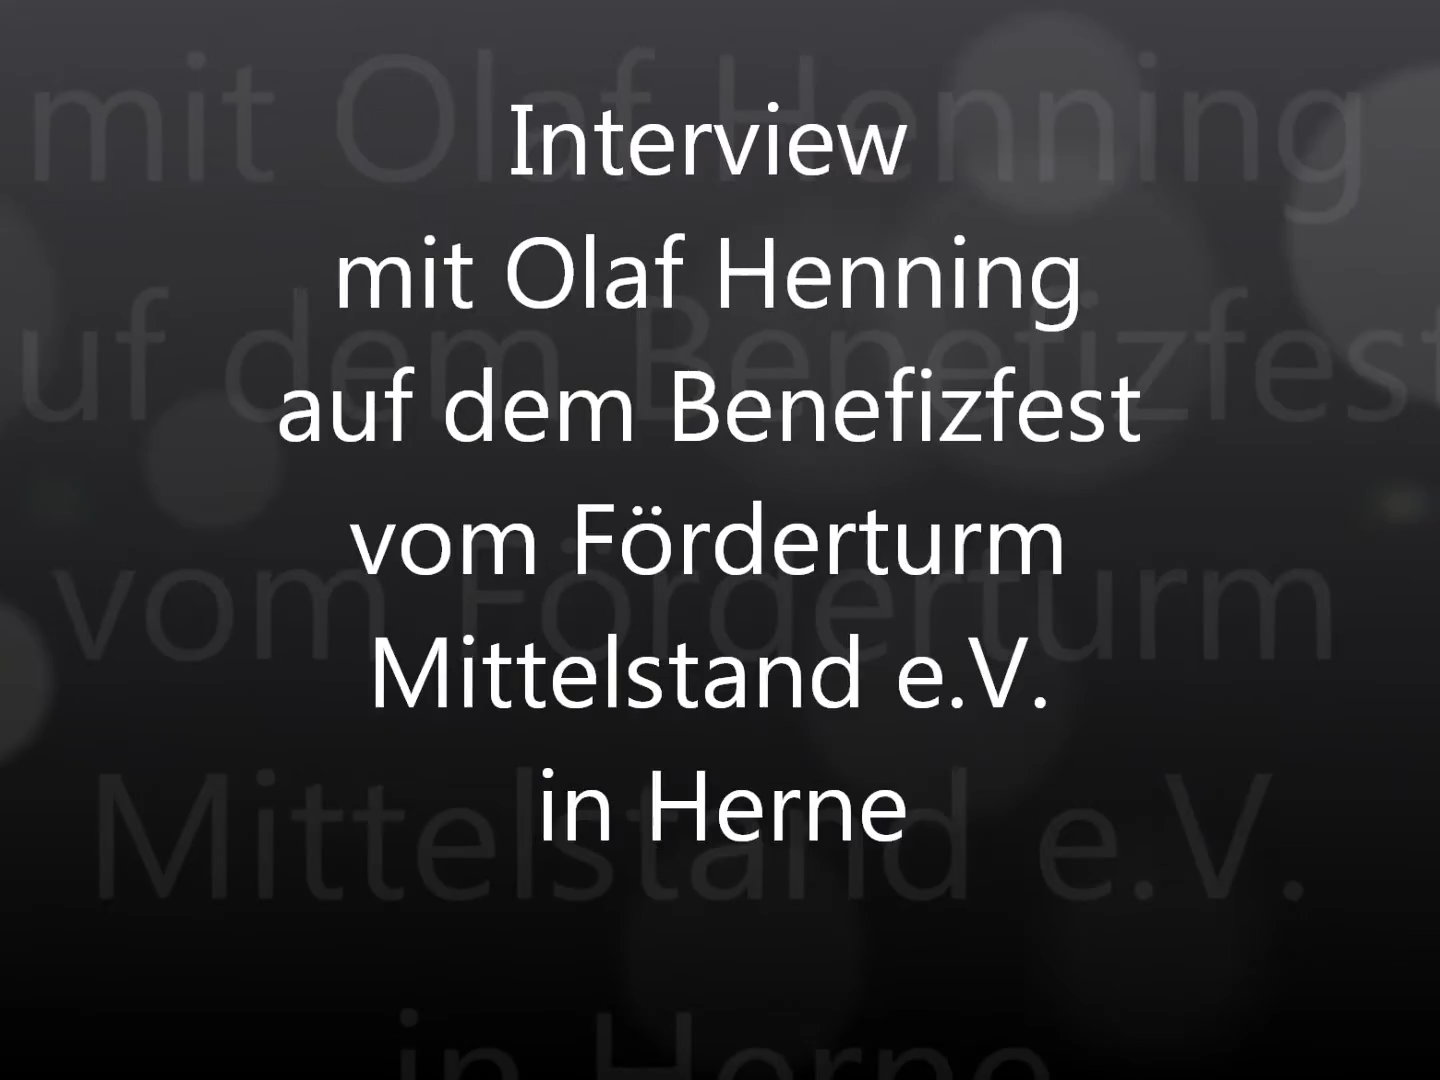 Interview
mit Olaf Henning
auf dem Benefizfest
vom Förderturm
Mittelstand e.V.
in Herne